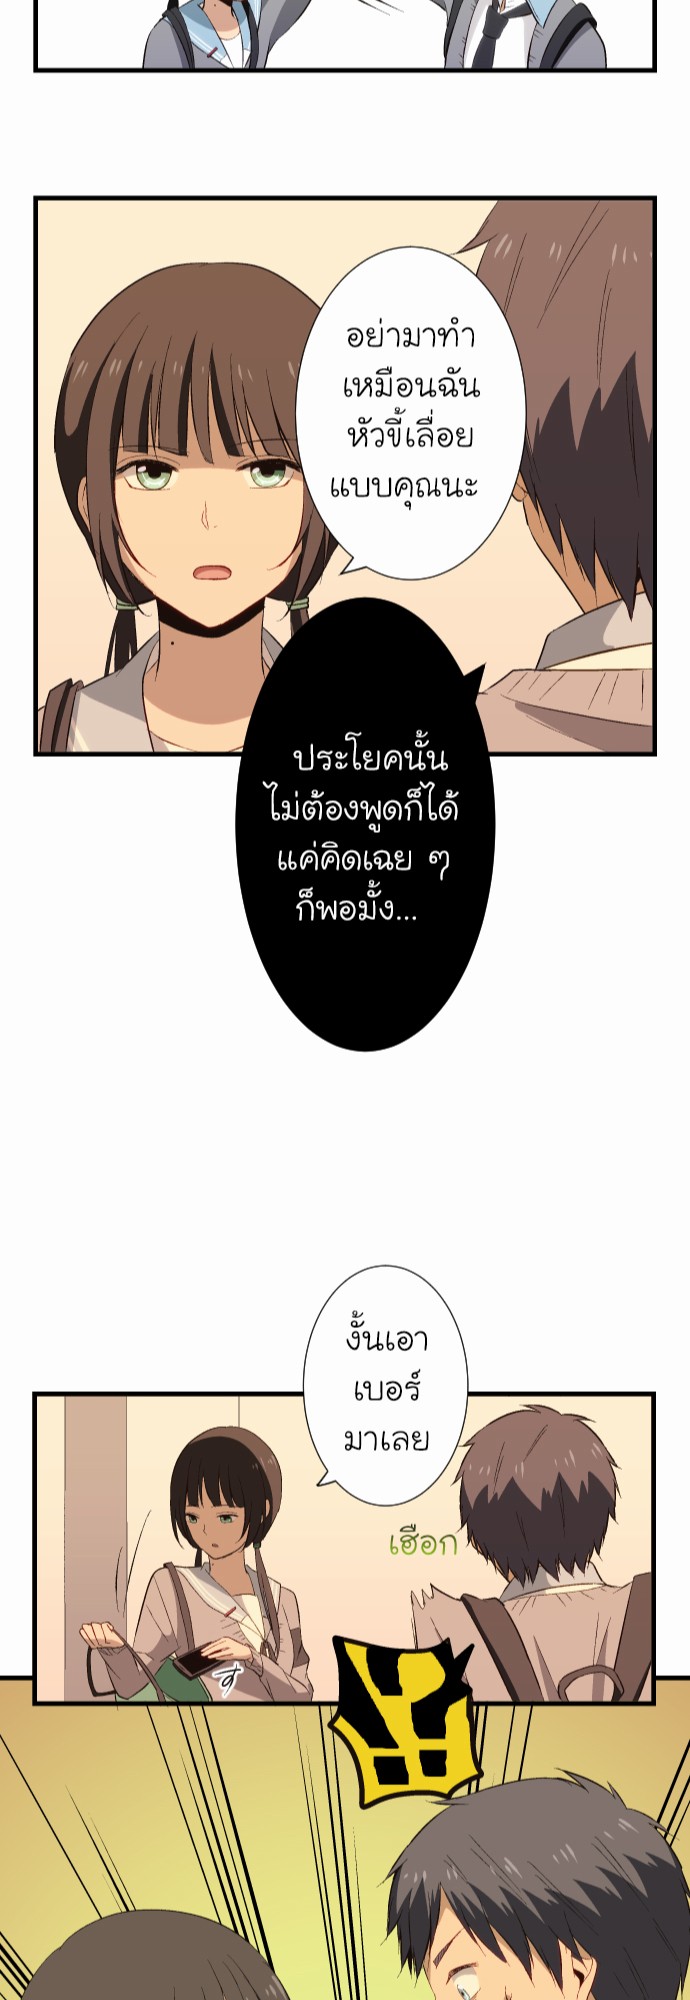 อย่ามาทำ
เหมือนฉัน
หัวขี้เลื่อย
แบบคุณนะ
ประโยคนั้น
ไม่ต้องพูดก็ได้
แค่คิดเฉย ๆ
ก็พอมั้ง...
งั้นเอา
เบอร์
มาเลย
เฮือก